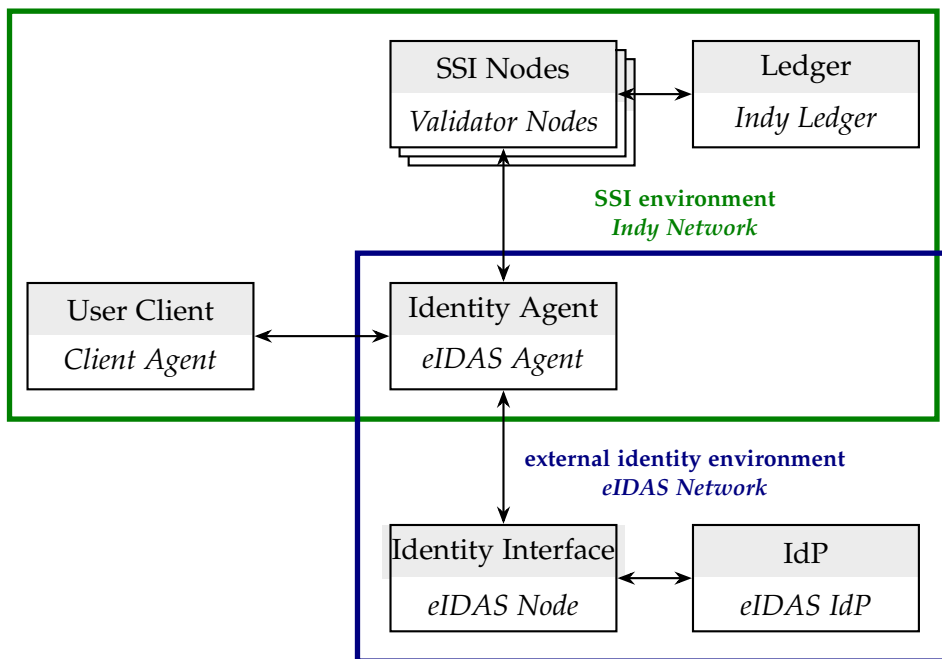 SSI Nodes
Validator Nodes
Ledger
Indy Ledger
SSI environment
Indy Network
User Client
Client Agent
Identity Agent
eIDAS Agent
external identity environment
eIDAS Network
Identity Interface
eIDAS Node
IdP
eIDAS IdP